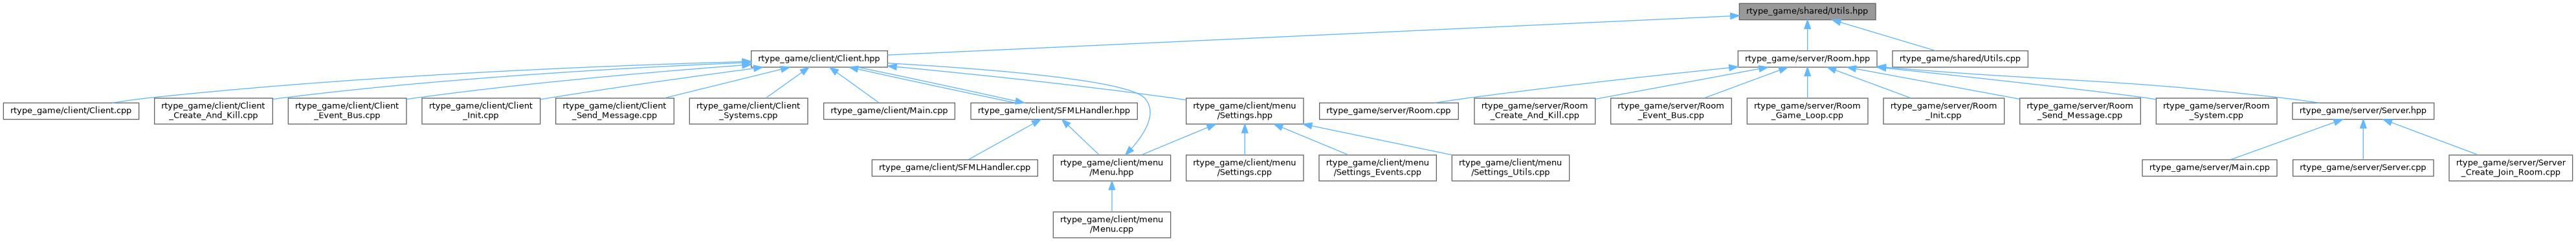 rtype_game/shared/Utils.hpp
rtype_game/client/Client.hpp
rtype_game/server/Room.hpp
rtype_game/shared/Utils.cpp
rtype_game/client/Client.cpp
rtype_game/client/Client
_Create_And_Kill.cpp
rtype_game/client/Client
_Event_Bus.cpp
rtype_game/client/Client
_Init.cpp
rtype_game/client/Client
_Send_Message.cpp
rtype_game/client/Client
_Systems.cpp
rtype_game/client/Main.cpp
rtype_game/client/SFMLHandler.hpp
rtype_game/client/menu
/Settings.hpp
rtype_game/server/Room.cpp
rtype_game/server/Room
_Create_And_Kill.cpp
rtype_game/server/Room
_Event_Bus.cpp
rtype_game/server/Room
_Game_Loop.cpp
rtype_game/server/Room
_Init.cpp
rtype_game/server/Room
_Send_Message.cpp
rtype_game/server/Room
_System.cpp
rtype_game/server/Server.hpp
rtype_game/client/SFMLHandler.cpp
rtype_game/client/menu
/Menu.hpp
rtype_game/client/menu
/Settings.cpp
rtype_game/client/menu
/Settings_Events.cpp
rtype_game/client/menu
/Settings_Utils.cpp
rtype_game/server/Main.cpp
rtype_game/server/Server.cpp
rtype_game/server/Server
_Create_Join_Room.cpp
rtype_game/client/menu
/Menu.cpp